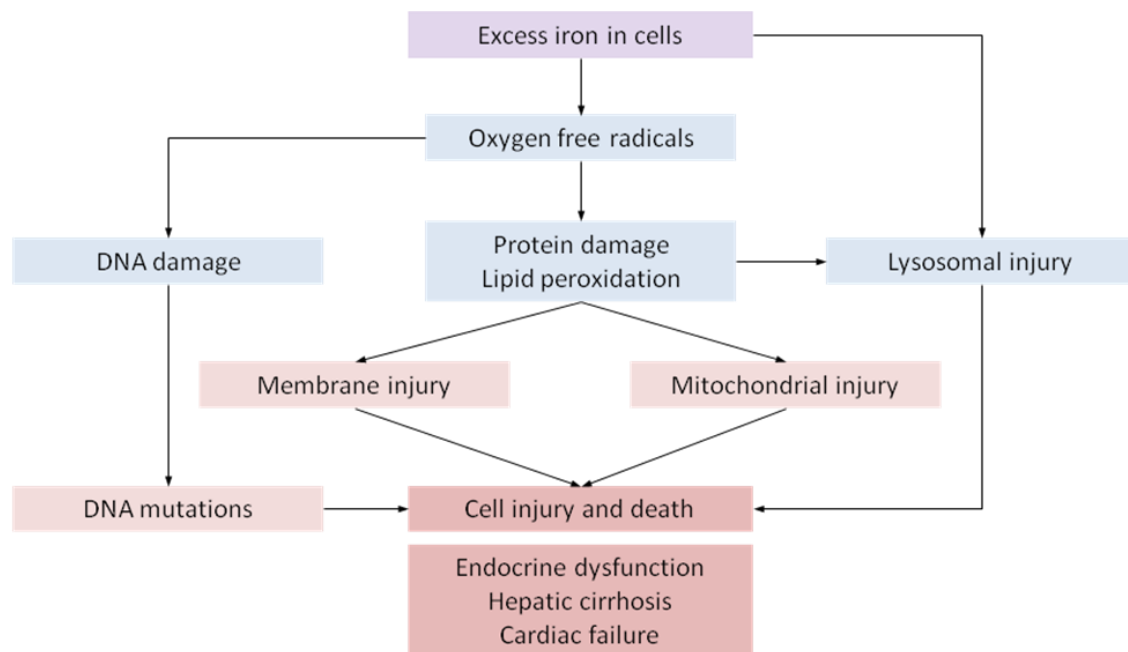 Excess iron in cells
Oxygen free radicals
DNA damage
Protein damage
Lipid peroxidation
Lysosomal injury
Membrane injury
Mitochondrial injury
DNA mutations
Cell injury and death
Endocrine dysfunction
Hepatic cirrhosis
Cardiac failure